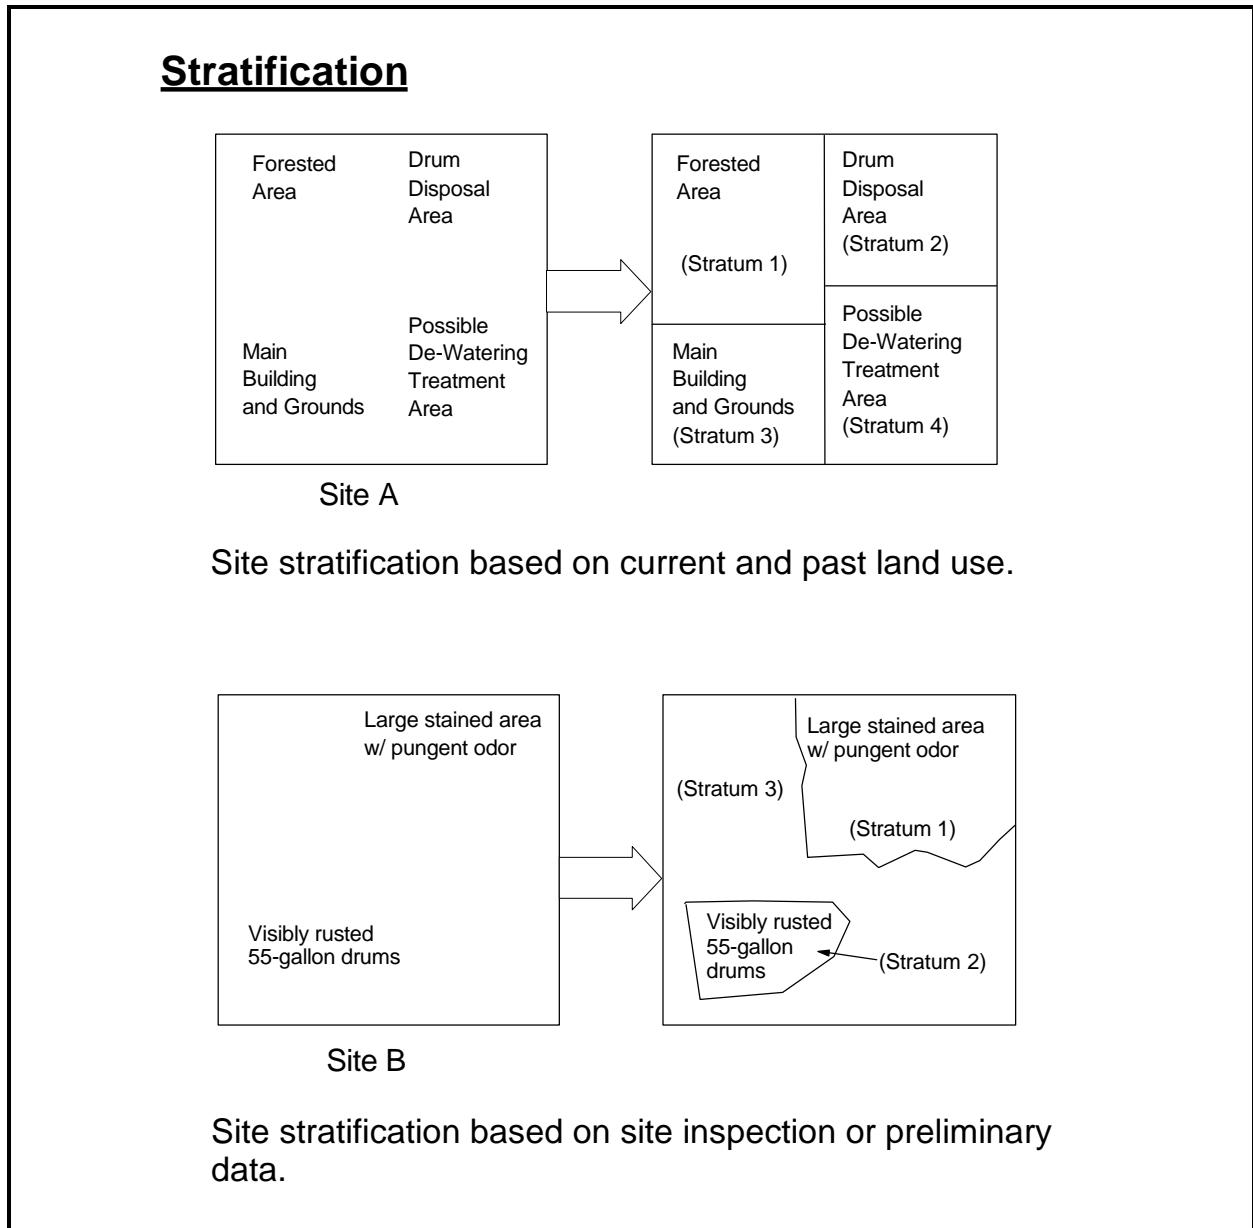 Stratification
Forested
Area
Drum
Disposal
Area
Main
Building
and Grounds
Possible
De-Watering
Treatment
Area
Forested
Area
(Stratum 1)
Drum
Disposal
Area
(Stratum 2)
Main
Building
and Grounds
(Stratum 3)
Possible
De-Watering
Treatment
Area
(Stratum 4)
Site A
Site stratification based on current and past land use.
Large stained area
w/ pungent odor
Visibly rusted
55-gallon drums
Large stained area
w/ pungent odor
(Stratum 3)
(Stratum 1)
Visibly rusted
55-gallon
drums
(Stratum 2)
Site B
Site stratification based on site inspection or preliminary
data.